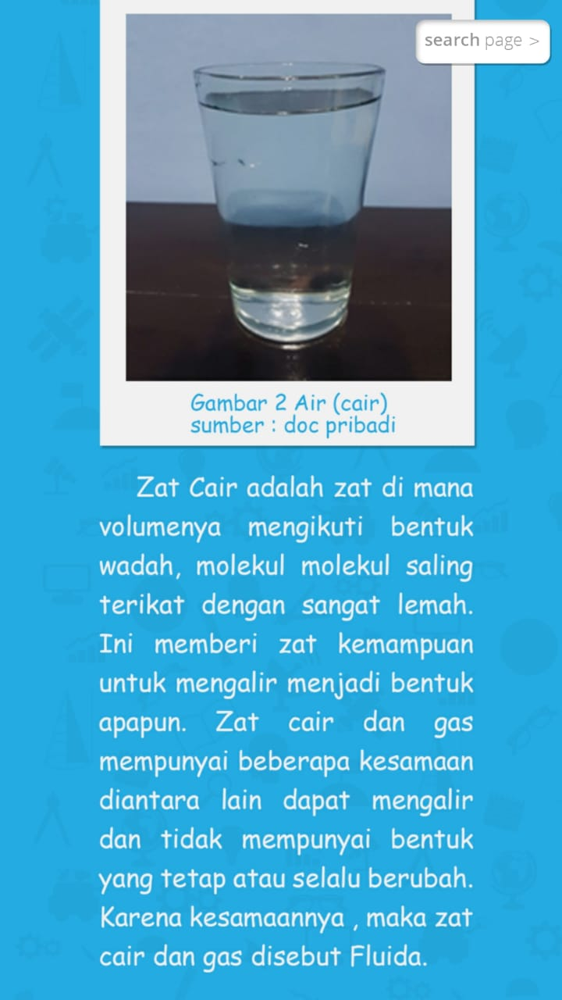 search page >
Gambar 2 Air (cair)
sumber : doc pribadi
Zat Cair adalah zat di mana
volumenya mengikuti bentuk
wadah, molekul molekul saling
terikat dengan sangat lemah.
Ini memberi zat kemampuan
untuk mengalir menjadi bentuk
apapun. Zat cair dan gas
mempunyai beberapa kesamaan
diantara lain dapat mengalir
dan tidak mempunyai bentuk
yang tetap atau selalu berubah.
Karena kesamaannya , maka zat
cair dan gas disebut Fluida.